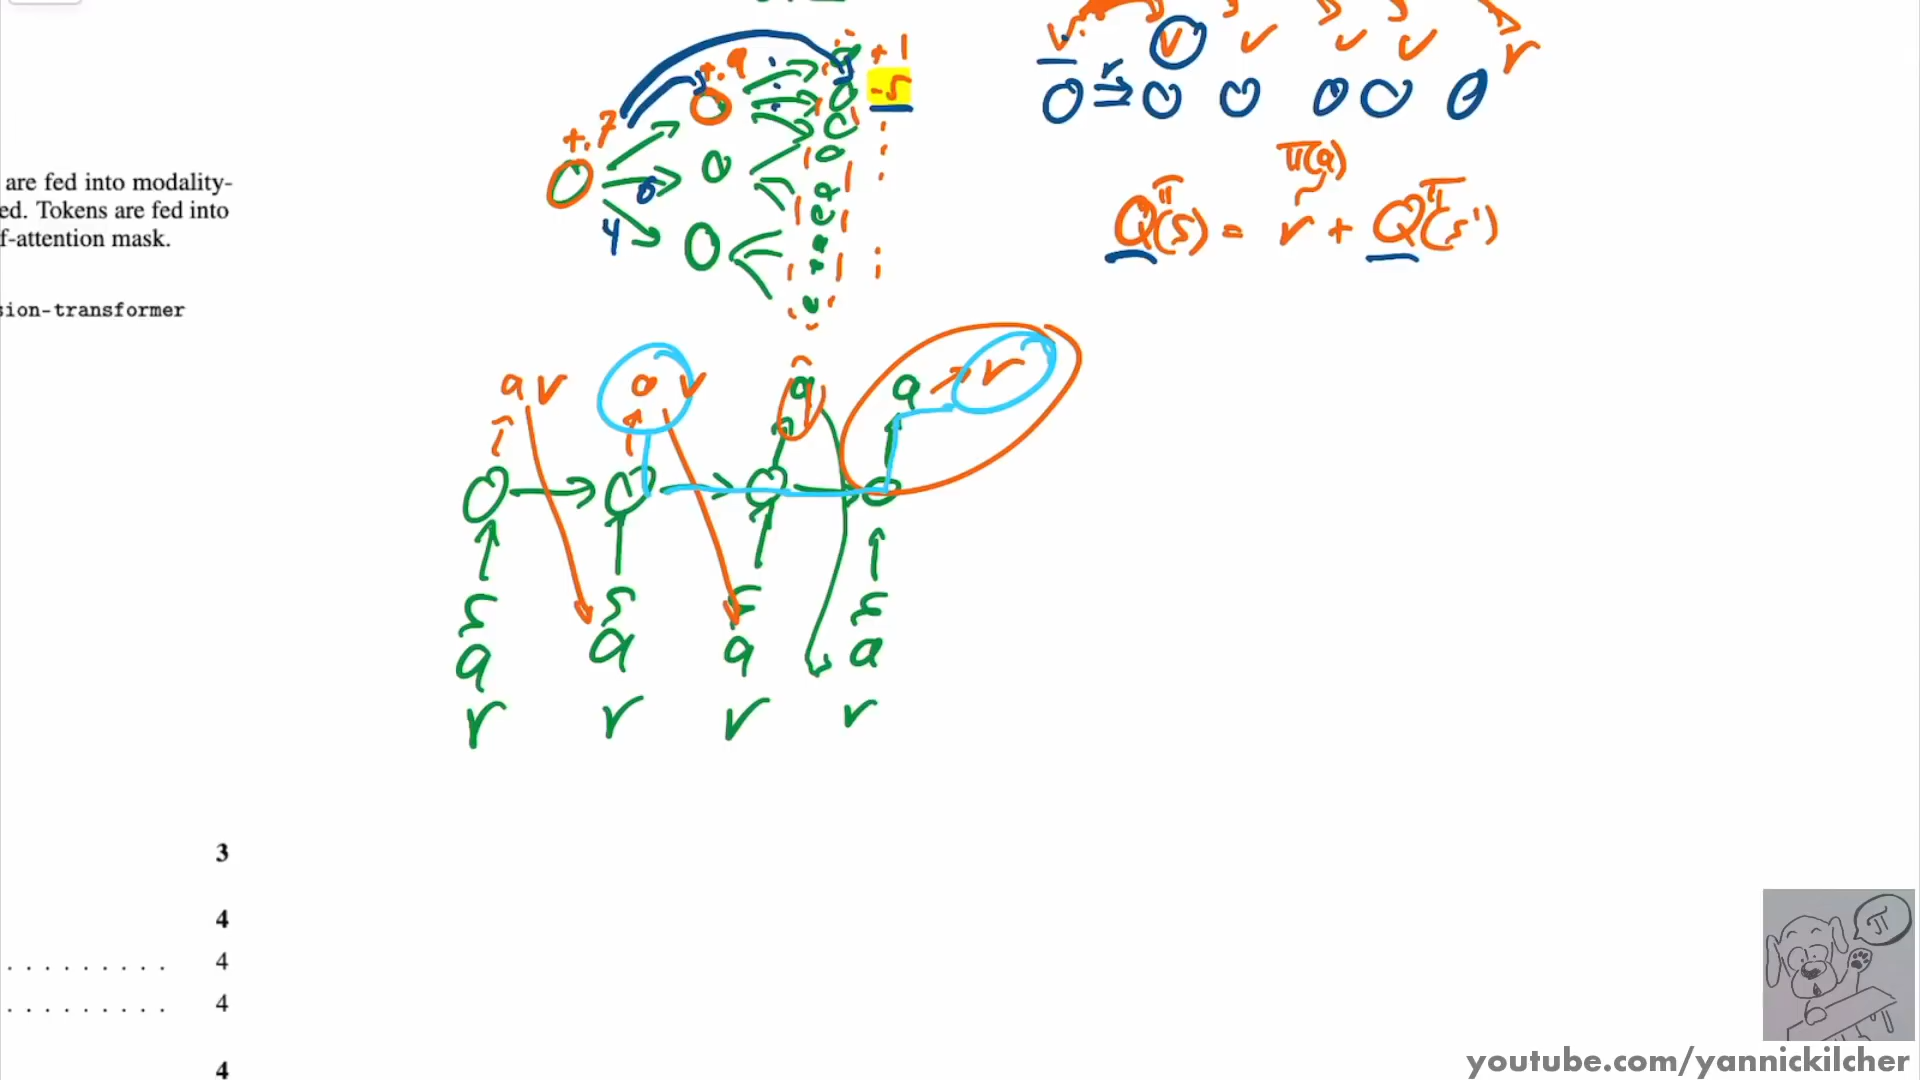 are fed into modality-
ed. Tokens are fed into
f-attention mask.
sion-transformer
+.7
+.9
+1
-5
4
v v v v v r
r
π(a)
Q^π(s) = r + Q^π(s')
a v
a v
a
a → r
s s s s
a a a a
r r r r
3
4
. . . . . . . . . 4
. . . . . . . . . 4
4
π
youtube.com/yannickilcher